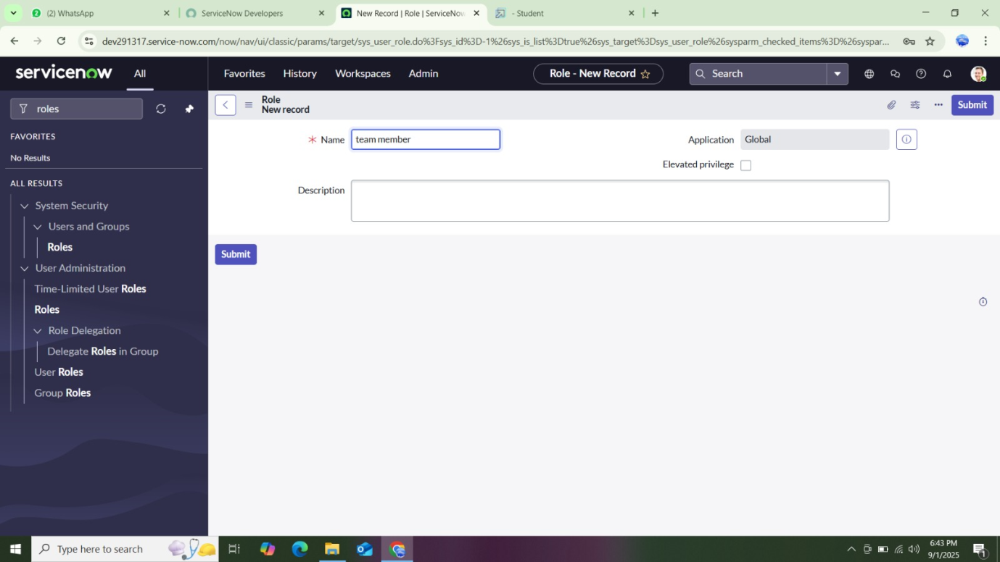 (2) WhatsApp
ServiceNow Developers
New Record | Role | ServiceNow
- Student
dev291317.service-now.com/now/nav/ui/classic/params/target/sys_user_role.do%3Fsys_id%3D-1%26sys_is_list%3Dtrue%26sys_target%3Dsys_user_role%26sysparm_checked_items%3D%26syspar...
servicenow
All
Favorites
History
Workspaces
Admin
Role - New Record
Search
roles
Role
New record
Submit
FAVORITES
No Results
ALL RESULTS
System Security
Users and Groups
Roles
User Administration
Time-Limited User Roles
Roles
Role Delegation
Delegate Roles in Group
User Roles
Group Roles
Name
team member
Application
Global
Elevated privilege
Description
Submit
Type here to search
6:43 PM
9/1/2025
1